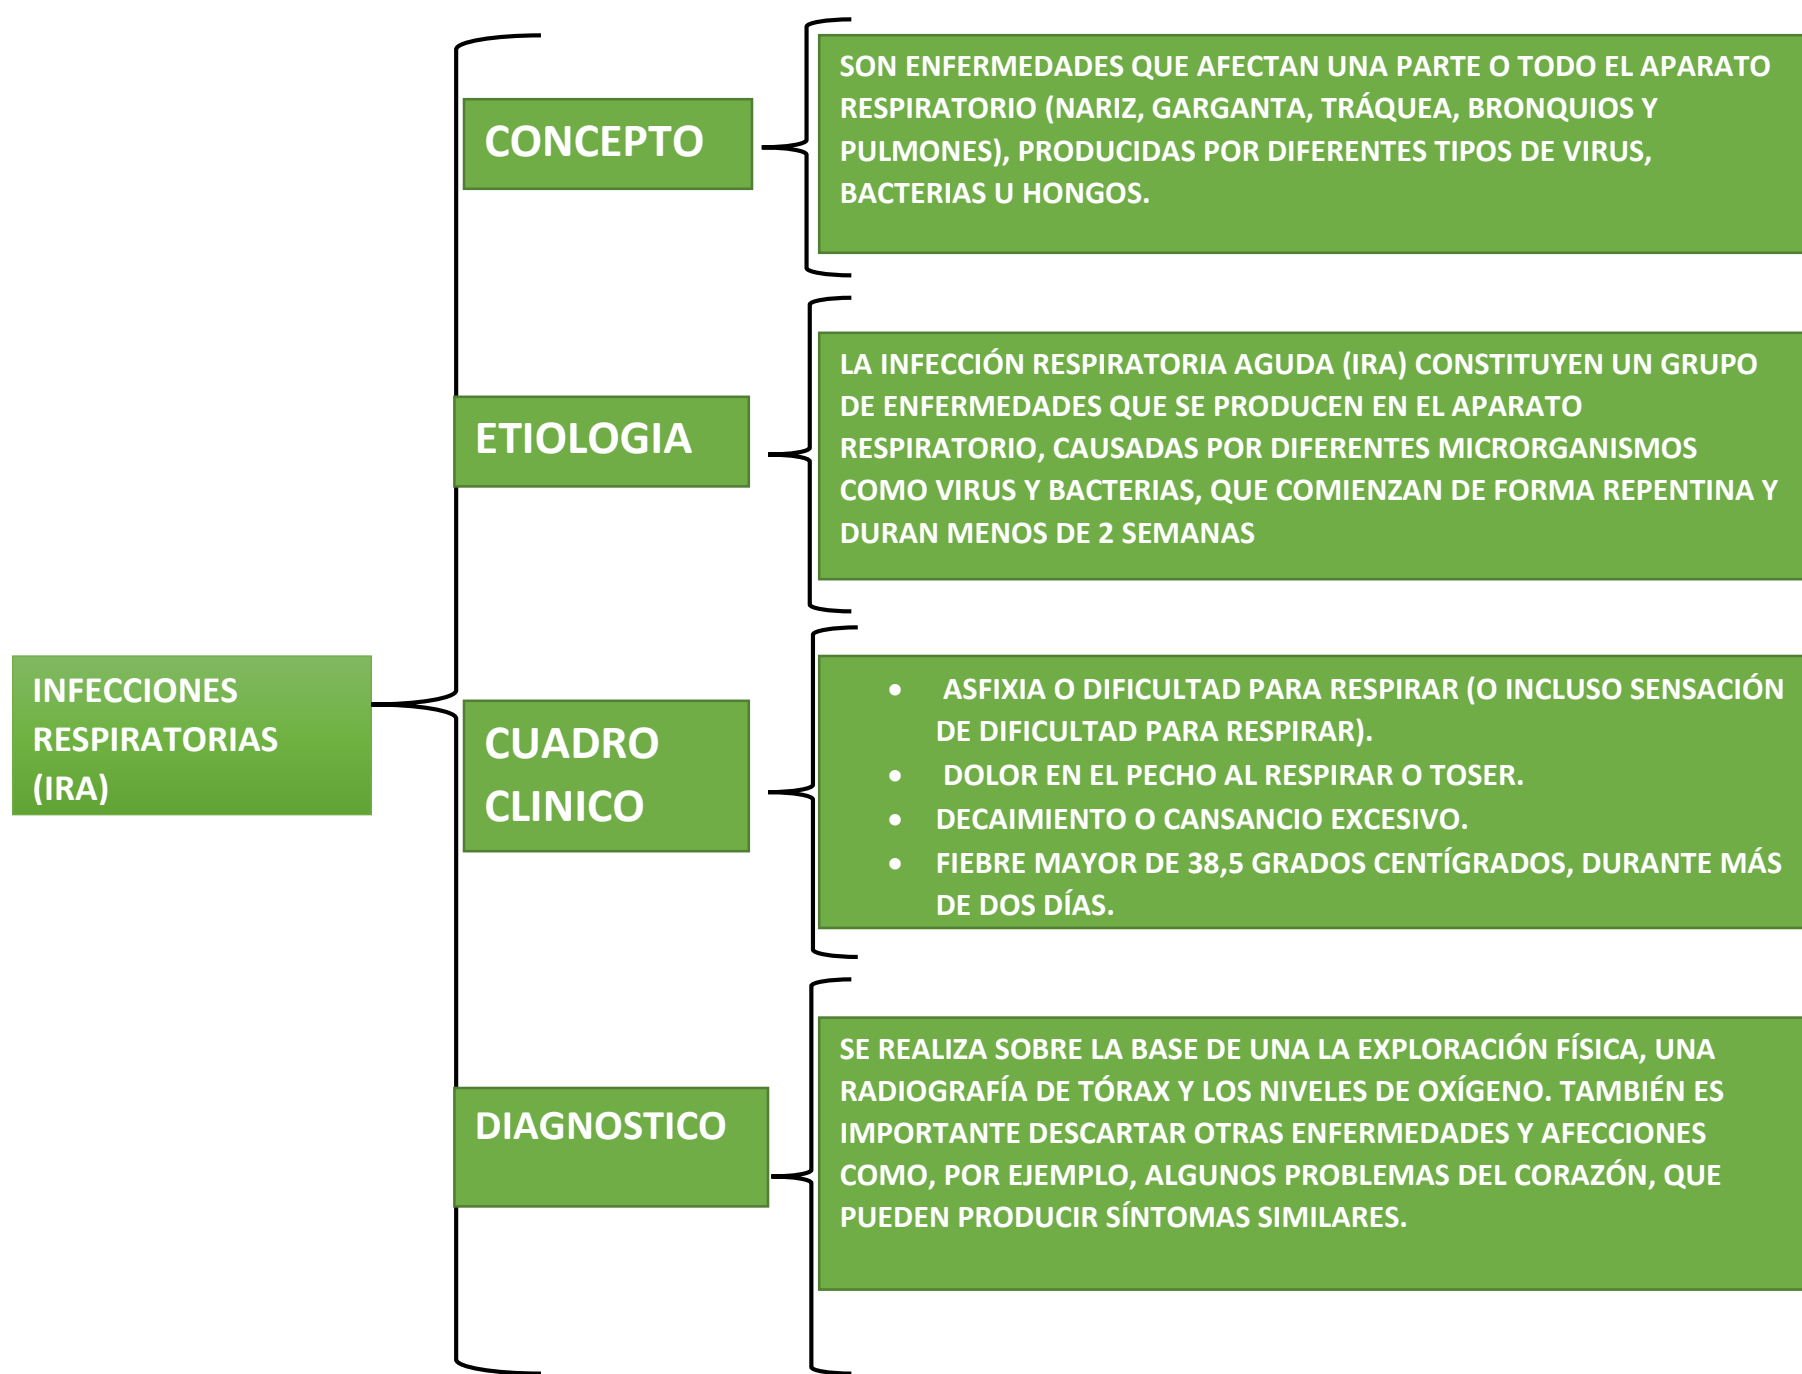 INFECCIONES
RESPIRATORIAS
(IRA)
CONCEPTO
SON ENFERMEDADES QUE AFECTAN UNA PARTE O TODO EL APARATO
RESPIRATORIO (NARIZ, GARGANTA, TRÁQUEA, BRONQUIOS Y
PULMONES), PRODUCIDAS POR DIFERENTES TIPOS DE VIRUS,
BACTERIAS U HONGOS.
ETIOLOGIA
LA INFECCIÓN RESPIRATORIA AGUDA (IRA) CONSTITUYEN UN GRUPO
DE ENFERMEDADES QUE SE PRODUCEN EN EL APARATO
RESPIRATORIO, CAUSADAS POR DIFERENTES MICRORGANISMOS
COMO VIRUS Y BACTERIAS, QUE COMIENZAN DE FORMA REPENTINA Y
DURAN MENOS DE 2 SEMANAS
CUADRO
CLINICO
• ASFIXIA O DIFICULTAD PARA RESPIRAR (O INCLUSO SENSACIÓN
DE DIFICULTAD PARA RESPIRAR).
• DOLOR EN EL PECHO AL RESPIRAR O TOSER.
• DECAIMIENTO O CANSANCIO EXCESIVO.
• FIEBRE MAYOR DE 38,5 GRADOS CENTÍGRADOS, DURANTE MÁS
DE DOS DÍAS.
DIAGNOSTICO
SE REALIZA SOBRE LA BASE DE UNA LA EXPLORACIÓN FÍSICA, UNA
RADIOGRAFÍA DE TÓRAX Y LOS NIVELES DE OXÍGENO. TAMBIÉN ES
IMPORTANTE DESCARTAR OTRAS ENFERMEDADES Y AFECCIONES
COMO, POR EJEMPLO, ALGUNOS PROBLEMAS DEL CORAZÓN, QUE
PUEDEN PRODUCIR SÍNTOMAS SIMILARES.